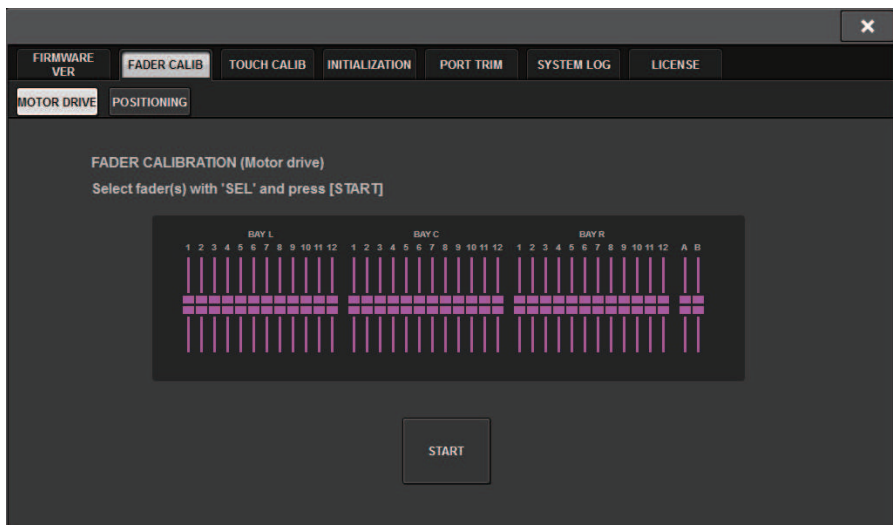 ×
FIRMWARE VER FADER CALIB TOUCH CALIB INITIALIZATION PORT TRIM SYSTEM LOG LICENSE
MOTOR DRIVE POSITIONING
FADER CALIBRATION (Motor drive)
Select fader(s) with 'SEL' and press [START]
BAY L BAY C BAY R
1 2 3 4 5 6 7 8 9 10 11 12 1 2 3 4 5 6 7 8 9 10 11 12 1 2 3 4 5 6 7 8 9 10 11 12 A B
START